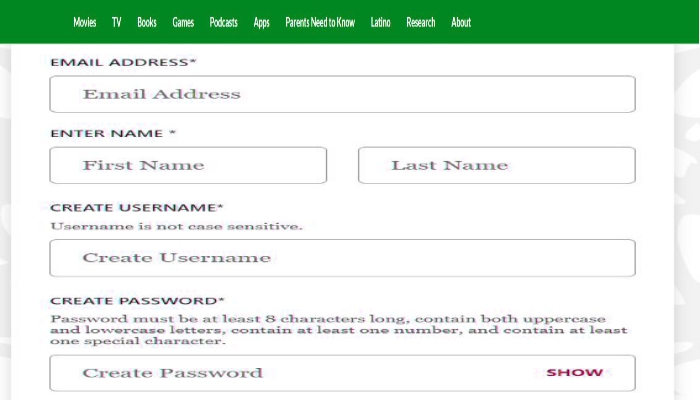 Movies TV Books Games Podcasts Apps Parents Need to Know Latino Research About
EMAIL ADDRESS*
Email Address
ENTER NAME *
First Name Last Name
CREATE USERNAME*
Username is not case sensitive.
Create Username
CREATE PASSWORD*
Password must be at least 8 characters long, contain both uppercase
and lowercase letters, contain at least one number, and contain at least
one special character.
Create Password SHOW